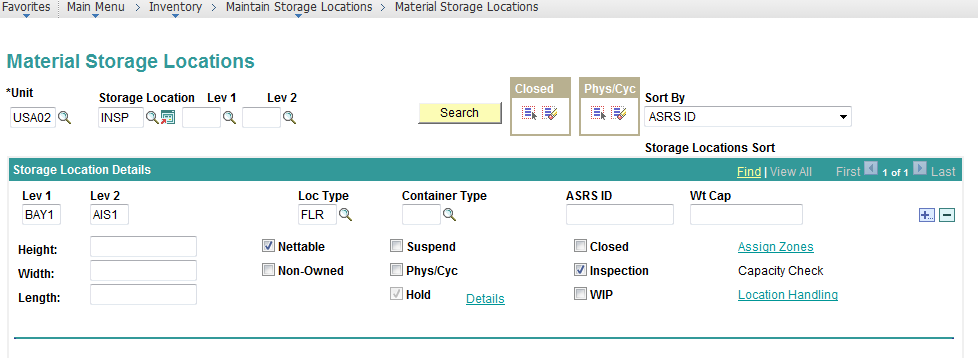 Favorites Main Menu > Inventory > Maintain Storage Locations > Material Storage Locations
Material Storage Locations
*Unit Storage Location Lev 1 Lev 2
USA02 INSP
Search
Closed
Phys/Cyc
Sort By
ASRS ID
Storage Locations Sort
Storage Location Details Find | View All First 1 of 1 Last
Lev 1 Lev 2 Loc Type Container Type ASRS ID Wt Cap
BAY1 AIS1 FLR
Height: Nettable Suspend Closed Assign Zones
Width: Non-Owned Phys/Cyc Inspection Capacity Check
Length: Hold Details WIP Location Handling